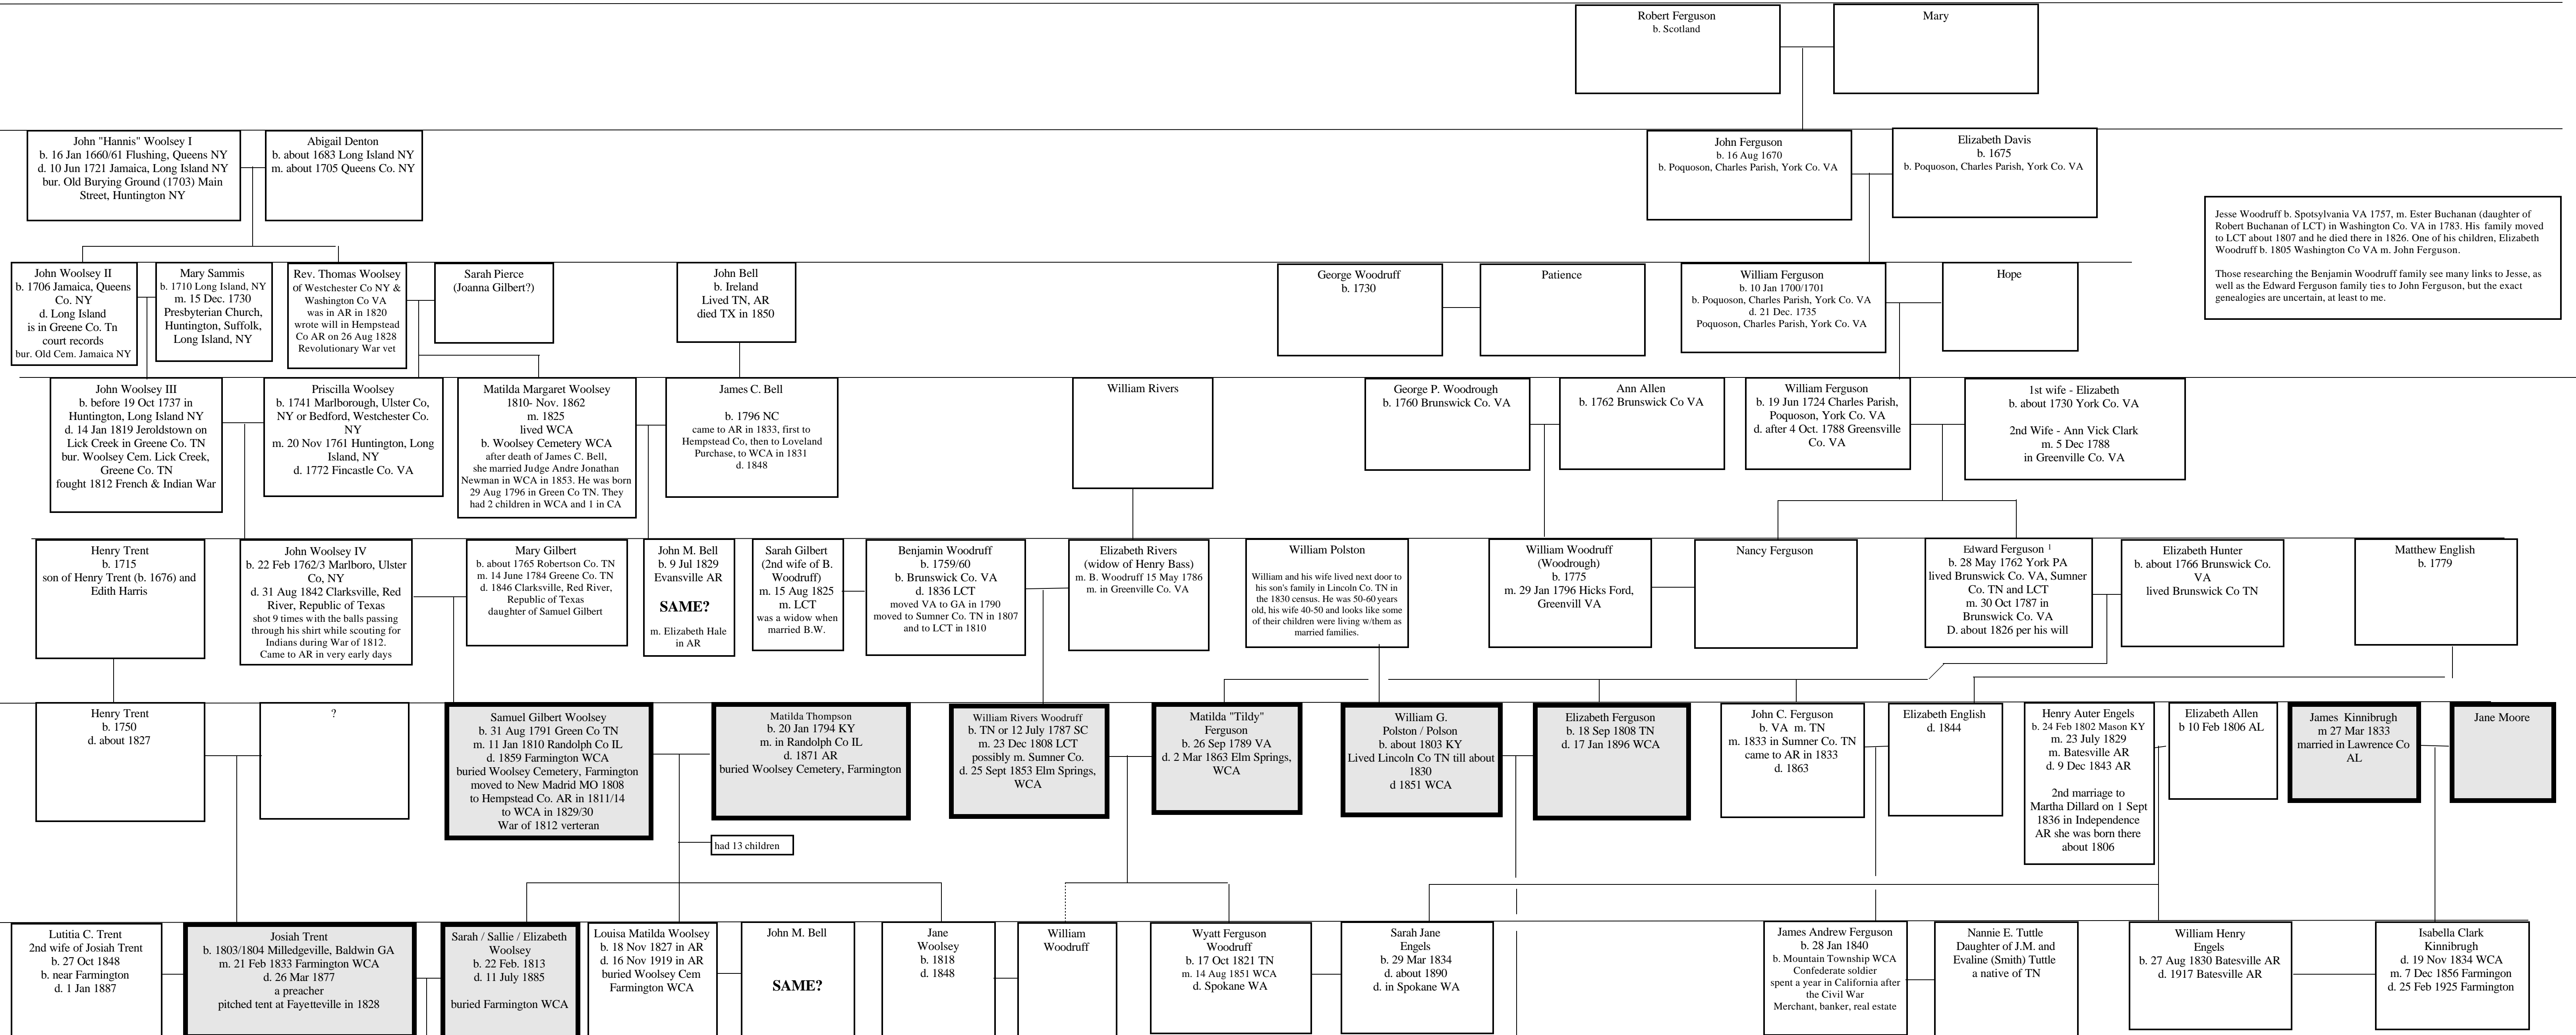 Robert Ferguson
b. Scotland
Mary
John "Hannis" Woolsey I
b. 16 Jan 1660/61 Flushing, Queens NY
d. 10 Jun 1721 Jamaica, Long Island NY
bur. Old Burying Ground (1703) Main
Street, Huntington NY
Abigail Denton
b. about 1683 Long Island NY
m. about 1705 Queens Co. NY
John Ferguson
b. 16 Aug 1670
b. Poquoson, Charles Parish, York Co. VA
Elizabeth Davis
b. 1675
b. Poquoson, Charles Parish, York Co. VA
Jesse Woodruff b. Spotsylvania VA 1757, m. Ester Buchanan (daughter of
Robert Buchanan of LCT) in Washington Co. VA in 1783. His family moved
to LCT about 1807 and he died there in 1826. One of his children, Elizabeth
Woodruff b. 1805 Washington Co VA m. John Ferguson.
Those researching the Benjamin Woodruff family see many links to Jesse, as
well as the Edward Ferguson family ties to John Ferguson, but the exact
genealogies are uncertain, at least to me.
John Woolsey II
b. 1706 Jamaica, Queens
Co. NY
d. Long Island
is in Greene Co. Tn
court records
bur. Old Cem. Jamaica NY
Mary Sammis
b. 1710 Long Island, NY
m. 15 Dec. 1730
Presbyterian Church,
Huntington, Suffolk,
Long Island, NY
Rev. Thomas Woolsey
of Westchester Co NY &
Washington Co VA
was in AR in 1820
wrote will in Hempstead
Co AR on 26 Aug 1828
Revolutionary War vet
Sarah Pierce
(Joanna Gilbert?)
John Bell
b. Ireland
Lived TN, AR
died TX in 1850
George Woodruff
b. 1730
Patience
William Ferguson
b. 10 Jan 1700/1701
b. Poquoson, Charles Parish, York Co. VA
d. 21 Dec. 1735
Poquoson, Charles Parish, York Co. VA
Hope
John Woolsey III
b. before 19 Oct 1737 in
Huntington, Long Island NY
d. 14 Jan 1819 Jeroldstown on
Lick Creek in Greene Co. TN
bur. Woolsey Cem. Lick Creek,
Greene Co. TN
fought 1812 French & Indian War
Priscilla Woolsey
b. 1741 Marlborough, Ulster Co,
NY or Bedford, Westchester Co.
NY
m. 20 Nov 1761 Huntington, Long
Island, NY
d. 1772 Fincastle Co. VA
Matilda Margaret Woolsey
1810- Nov. 1862
m. 1825
lived WCA
b. Woolsey Cemetery WCA
after death of James C. Bell,
she married Judge Andre Jonathan
Newman in WCA in 1853. He was born
29 Aug 1796 in Green Co TN. They
had 2 children in WCA and 1 in CA
James C. Bell
b. 1796 NC
came to AR in 1833, first to
Hempstead Co, then to Loveland
Purchase, to WCA in 1831
d. 1848
William Rivers
George P. Woodrough
b. 1760 Brunswick Co. VA
Ann Allen
b. 1762 Brunswick Co VA
William Ferguson
b. 19 Jun 1724 Charles Parish,
Poquoson, York Co. VA
d. after 4 Oct. 1788 Greensville
Co. VA
1st wife - Elizabeth
b. about 1730 York Co. VA
2nd Wife - Ann Vick Clark
m. 5 Dec 1788
in Greenville Co. VA
Henry Trent
b. 1715
son of Henry Trent (b. 1676) and
Edith Harris
John Woolsey IV
b. 22 Feb 1762/3 Marlboro, Ulster
Co, NY
d. 31 Aug 1842 Clarksville, Red
River, Republic of Texas
shot 9 times with the balls passing
through his shirt while scouting for
Indians during War of 1812.
Came to AR in very early days
Mary Gilbert
b. about 1765 Robertson Co. TN
m. 14 June 1784 Greene Co. TN
d. 1846 Clarksville, Red River,
Republic of Texas
daughter of Samuel Gilbert
John M. Bell
b. 9 Jul 1829
Evansville AR
SAME?
m. Elizabeth Hale
in AR
Sarah Gilbert
(2nd wife of B.
Woodruff)
m. 15 Aug 1825
m. LCT
was a widow when
married B.W.
Benjamin Woodruff
b. 1759/60
b. Brunswick Co. VA
d. 1836 LCT
moved VA to GA in 1790
moved to Sumner Co. TN in 1807
and to LCT in 1810
Elizabeth Rivers
(widow of Henry Bass)
m. B. Woodruff 15 May 1786
m. in Greenville Co. VA
William Polston
William and his wife lived next door to
his son's family in Lincoln Co. TN in
the 1830 census. He was 50-60 years
old, his wife 40-50 and looks like some
of their children were living w/them as
married families.
William Woodruff
(Woodrough)
b. 1775
m. 29 Jan 1796 Hicks Ford,
Greenvill VA
Nancy Ferguson
Edward Ferguson 1
b. 28 May 1762 York PA
lived Brunswick Co. VA, Sumner
Co. TN and LCT
m. 30 Oct 1787 in
Brunswick Co. VA
D. about 1826 per his will
Elizabeth Hunter
b. about 1766 Brunswick Co.
VA
lived Brunswick Co TN
Matthew English
b. 1779
Henry Trent
b. 1750
d. about 1827
?
Samuel Gilbert Woolsey
b. 31 Aug 1791 Green Co TN
m. 11 Jan 1810 Randolph Co IL
d. 1859 Farmington WCA
buried Woolsey Cemetery, Farmington
moved to New Madrid MO 1808
to Hempstead Co. AR in 1811/14
to WCA in 1829/30
War of 1812 verteran
Matilda Thompson
b. 20 Jan 1794 KY
m. in Randolph Co IL
d. 1871 AR
buried Woolsey Cemetery, Farmington
William Rivers Woodruff
b. TN or 12 July 1787 SC
m. 23 Dec 1808 LCT
possibly m. Sumner Co.
d. 25 Sept 1853 Elm Springs,
WCA
Matilda "Tildy"
Ferguson
b. 26 Sep 1789 VA
d. 2 Mar 1863 Elm Springs,
WCA
William G.
Polston / Polson
b. about 1803 KY
Lived Lincoln Co TN till about
1830
d 1851 WCA
Elizabeth Ferguson
b. 18 Sep 1808 TN
d. 17 Jan 1896 WCA
John C. Ferguson
b. VA m. TN
m. 1833 in Sumner Co. TN
came to AR in 1833
d. 1863
Elizabeth English
d. 1844
Henry Auter Engels
b. 24 Feb 1802 Mason KY
m. 23 July 1829
m. Batesville AR
d. 9 Dec 1843 AR
2nd marriage to
Martha Dillard on 1 Sept
1836 in Independence
AR she was born there
about 1806
Elizabeth Allen
b 10 Feb 1806 AL
James Kinnibrugh
m 27 Mar 1833
married in Lawrence Co
AL
Jane Moore
had 13 children
Lutitia C. Trent
2nd wife of Josiah Trent
b. 27 Oct 1848
b. near Farmington
d. 1 Jan 1887
Josiah Trent
b. 1803/1804 Milledgeville, Baldwin GA
m. 21 Feb 1833 Farmington WCA
d. 26 Mar 1877
a preacher
pitched tent at Fayetteville in 1828
Sarah / Sallie / Elizabeth
Woolsey
b. 22 Feb. 1813
d. 11 July 1885
buried Farmington WCA
Louisa Matilda Woolsey
b. 18 Nov 1827 in AR
d. 16 Nov 1919 in AR
buried Woolsey Cem
Farmington WCA
John M. Bell
SAME?
Jane
Woolsey
b. 1818
d. 1848
William
Woodruff
Wyatt Ferguson
Woodruff
b. 17 Oct 1821 TN
m. 14 Aug 1851 WCA
d. Spokane WA
Sarah Jane
Engels
b. 29 Mar 1834
d. about 1890
d. in Spokane WA
James Andrew Ferguson
b. 28 Jan 1840
b. Mountain Township WCA
Confederate soldier
spent a year in California after
the Civil War
Merchant, banker, real estate
Nannie E. Tuttle
Daughter of J.M. and
Evaline (Smith) Tuttle
a native of TN
William Henry
Engels
b. 27 Aug 1830 Batesville AR
d. 1917 Batesville AR
Isabella Clark
Kinnibrugh
d. 19 Nov 1834 WCA
m. 7 Dec 1856 Farmington
d. 25 Feb 1925 Farmington